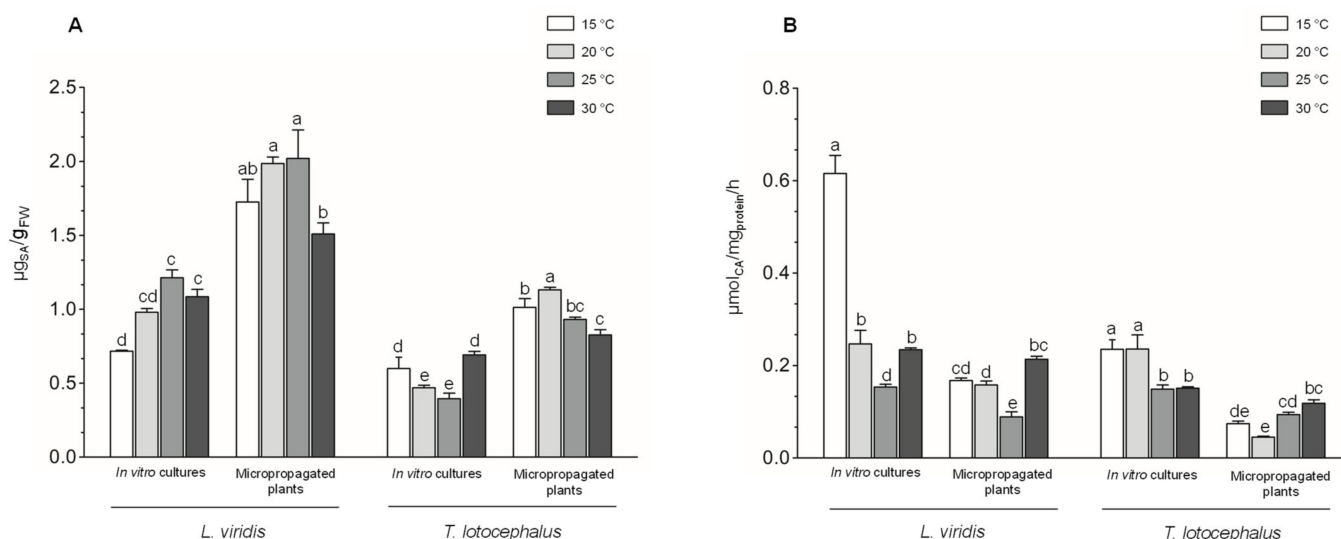 A
15 °C
20 °C
25 °C
30 °C
2.5
2.0
1.5
1.0
0.5
0.0
µgSA/gFW
d
cd
c
c
ab
a
a
b
d
e
e
d
b
a
bc
c
In vitro cultures
Micropropagated
plants
In vitro cultures
Micropropagated
plants
L. viridis
T. lotocephalus
B
15 °C
20 °C
25 °C
30 °C
0.8
0.6
0.4
0.2
0.0
µmolCA/mgprotein/h
a
b
d
b
cd
d
e
bc
a
a
b
b
de
e
cd
bc
In vitro cultures
Micropropagated
plants
In vitro cultures
Micropropagated
plants
L. viridis
T. lotocephalus